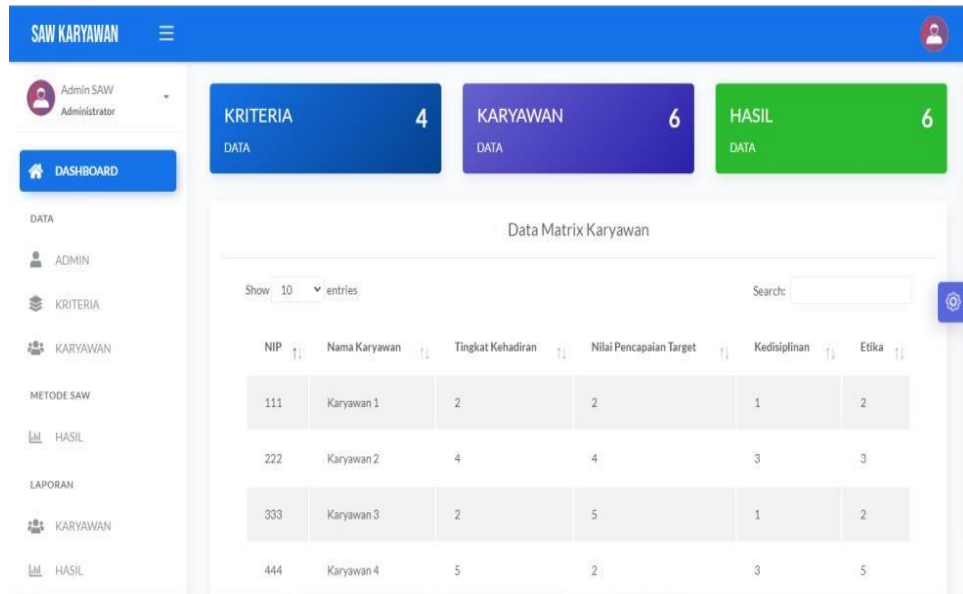 SAW KARYAWAN
Admin SAW
Administrator
DASHBOARD
DATA
ADMIN
KRITERIA
KARYAWAN
METODE SAW
HASIL
LAPORAN
KARYAWAN
HASIL
KRITERIA 4
DATA
KARYAWAN 6
DATA
HASIL 6
DATA
Data Matrix Karyawan
Show 10 entries Search:
NIP Nama Karyawan Tingkat Kehadiran Nilai Pencapaian Target Kedisiplinan Etika
111 Karyawan 1 2 2 1 2
222 Karyawan 2 4 4 3 3
333 Karyawan 3 2 5 1 2
444 Karyawan 4 5 2 3 5